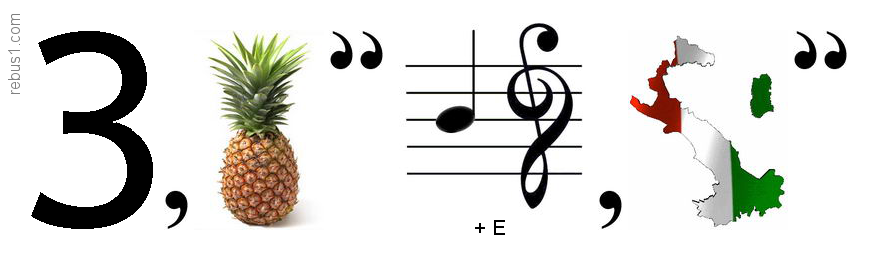 rebus1.com
3 , ,, , ,,
+ E